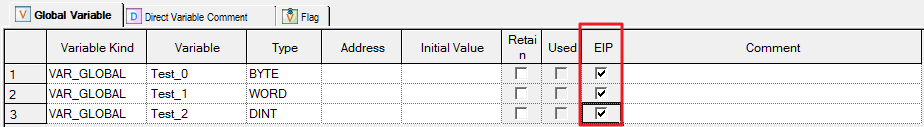 V Global Variable D Direct Variable Comment V Flag
Variable Kind Variable Type Address Initial Value Retai n Used EIP Comment
1 VAR_GLOBAL Test_0 BYTE
2 VAR_GLOBAL Test_1 WORD
3 VAR_GLOBAL Test_2 DINT